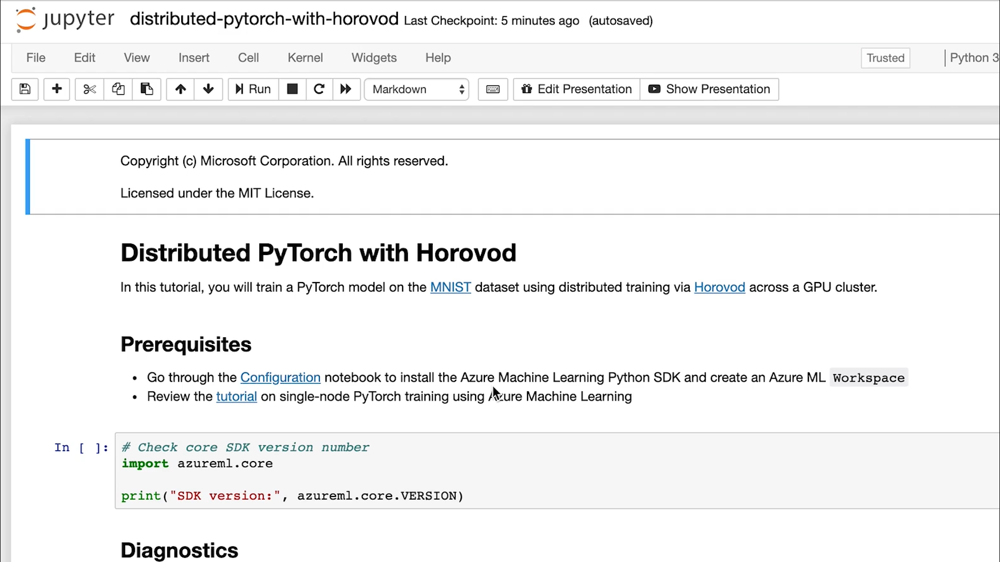 jupyter distributed-pytorch-with-horovod Last Checkpoint: 5 minutes ago (autosaved)
File Edit View Insert Cell Kernel Widgets Help Trusted Python 3
Run Markdown Edit Presentation Show Presentation
Copyright (c) Microsoft Corporation. All rights reserved.
Licensed under the MIT License.
Distributed PyTorch with Horovod
In this tutorial, you will train a PyTorch model on the MNIST dataset using distributed training via Horovod across a GPU cluster.
Prerequisites
• Go through the Configuration notebook to install the Azure Machine Learning Python SDK and create an Azure ML Workspace
• Review the tutorial on single-node PyTorch training using Azure Machine Learning
In [ ]: # Check core SDK version number
import azureml.core
print("SDK version:", azureml.core.VERSION)
Diagnostics